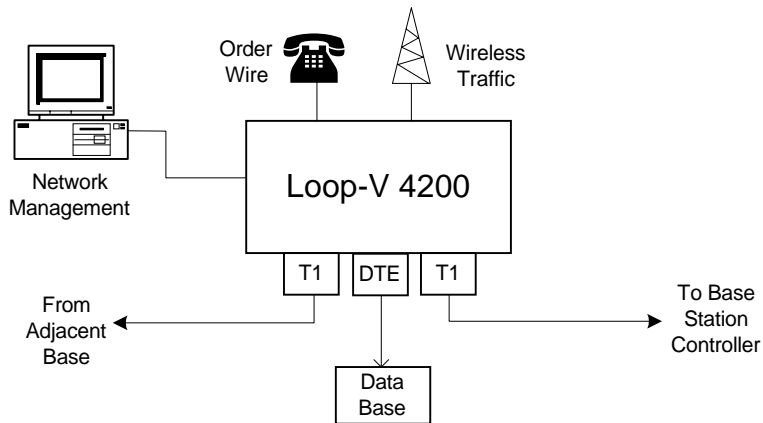 Order
Wire
Wireless
Traffic
Network
Management
Loop-V 4200
T1
DTE
T1
From
Adjacent
Base
To Base
Station
Controller
Data
Base